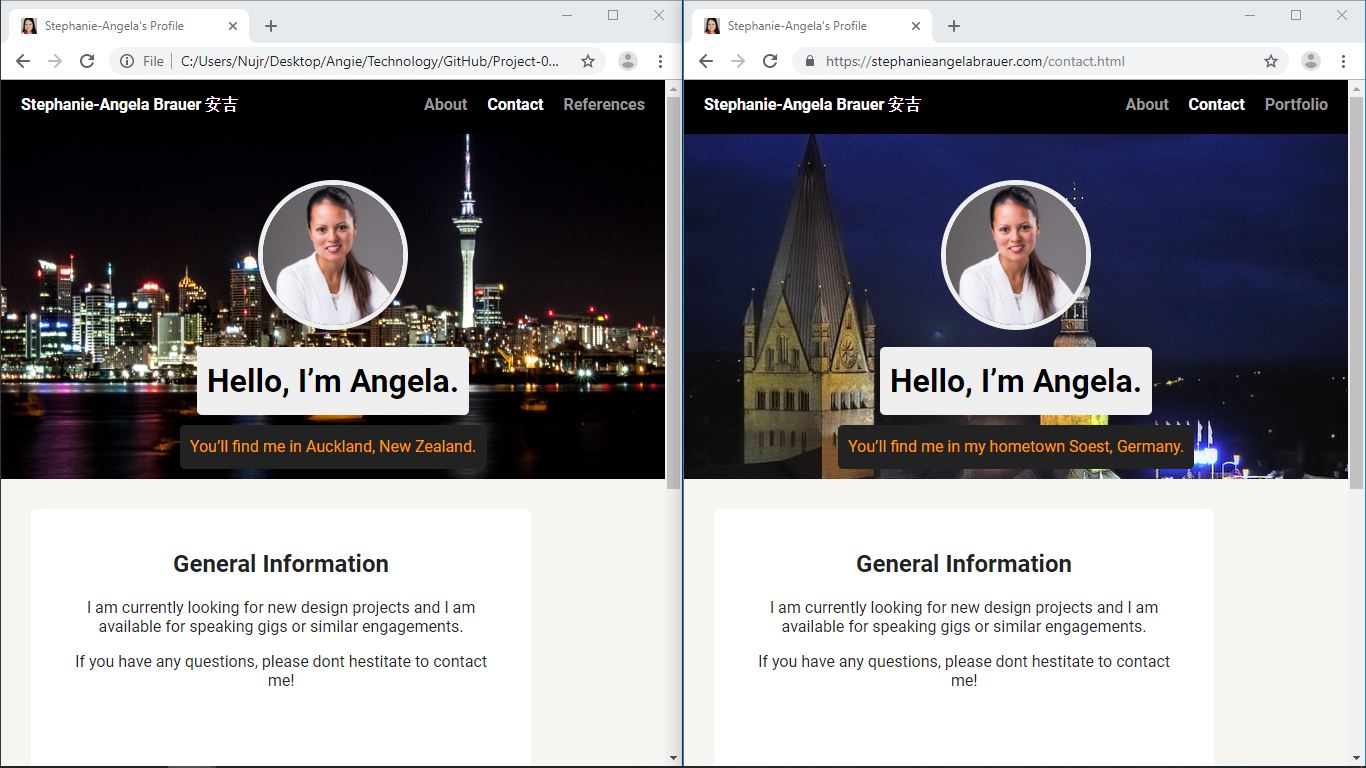 Stephanie-Angela's Profile
File C:/Users/Nujr/Desktop/Angie/Technology/GitHub/Project-0...
Stephanie-Angela Brauer 安吉 About Contact References
Hello, I’m Angela.
You’ll find me in Auckland, New Zealand.
General Information
I am currently looking for new design projects and I am
available for speaking gigs or similar engagements.
If you have any questions, please dont hestitate to contact
me!
Stephanie-Angela's Profile
https://stephanieangelabrauer.com/contact.html
Stephanie-Angela Brauer 安吉 About Contact Portfolio
Hello, I’m Angela.
You’ll find me in my hometown Soest, Germany.
General Information
I am currently looking for new design projects and I am
available for speaking gigs or similar engagements.
If you have any questions, please dont hestitate to contact
me!